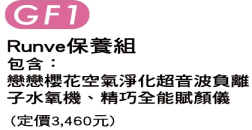 GF1
Runve保養組
包含：
戀戀櫻花空氣淨化超音波負離
子水氧機、精巧全能賦顏儀
（定價3,460元）